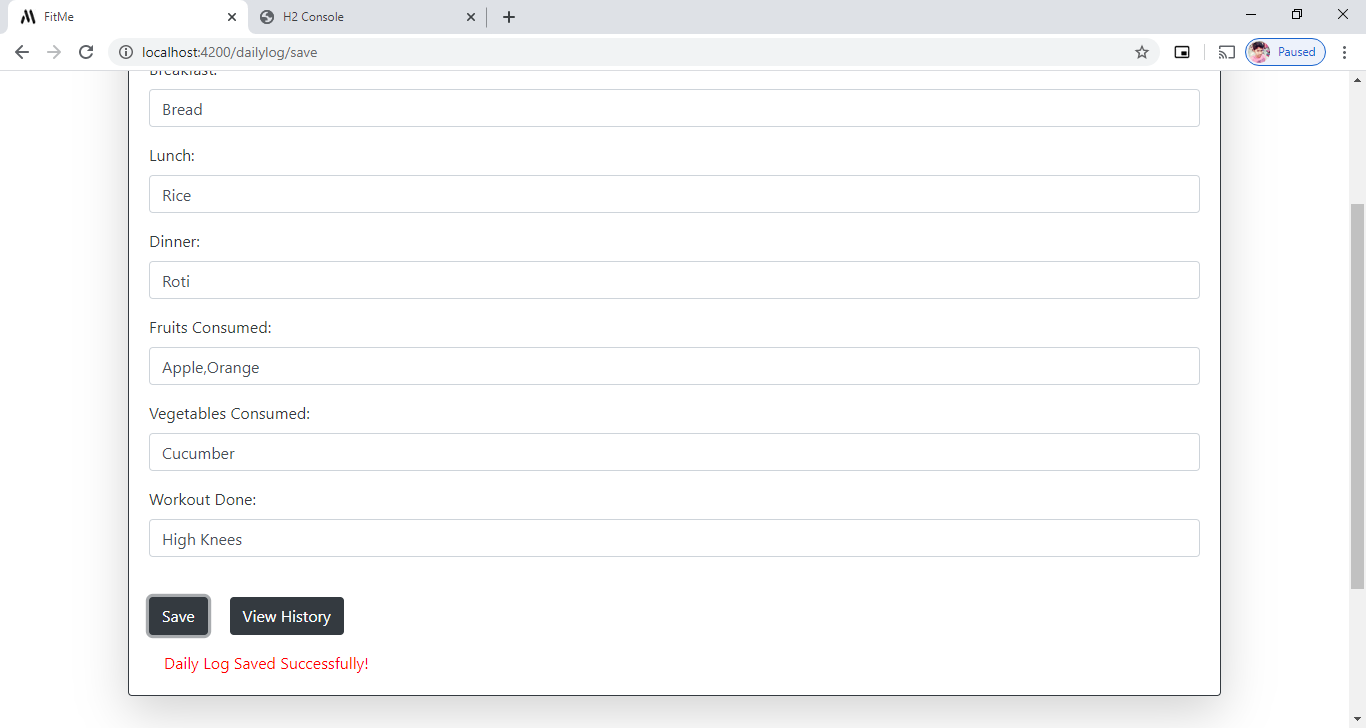 FitMe
H2 Console
localhost:4200/dailylog/save
Paused
Breakfast:
Bread
Lunch:
Rice
Dinner:
Roti
Fruits Consumed:
Apple,Orange
Vegetables Consumed:
Cucumber
Workout Done:
High Knees
Save View History
Daily Log Saved Successfully!